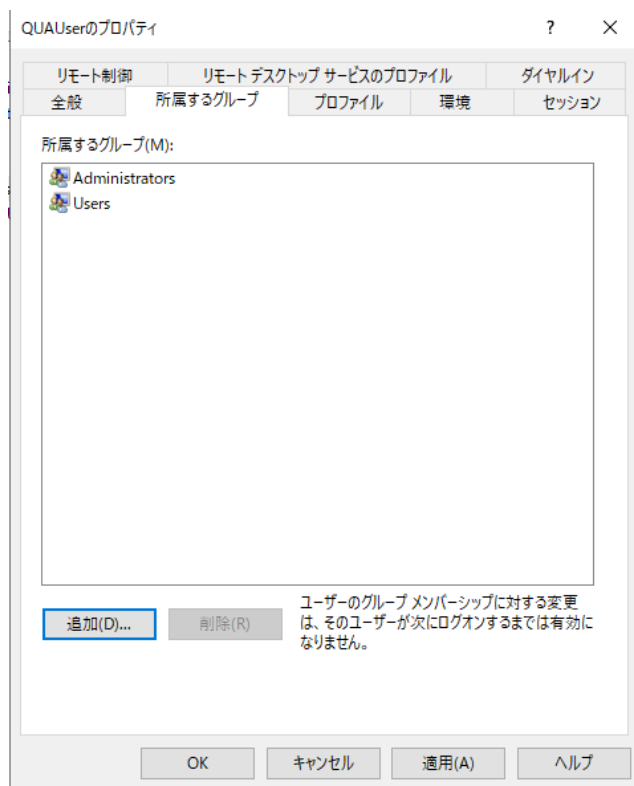 QUAUserのプロパティ ? ×
リモート制御 リモート デスクトップ サービスのプロファイル ダイヤルイン
全般 所属するグループ プロファイル 環境 セッション
所属するグループ(M):
Administrators
Users
追加(D)... 削除(R)
ユーザーのグループ メンバーシップに対する変更
は、そのユーザーが次にログオンするまでは有効に
なりません。
OK キャンセル 適用(A) ヘルプ